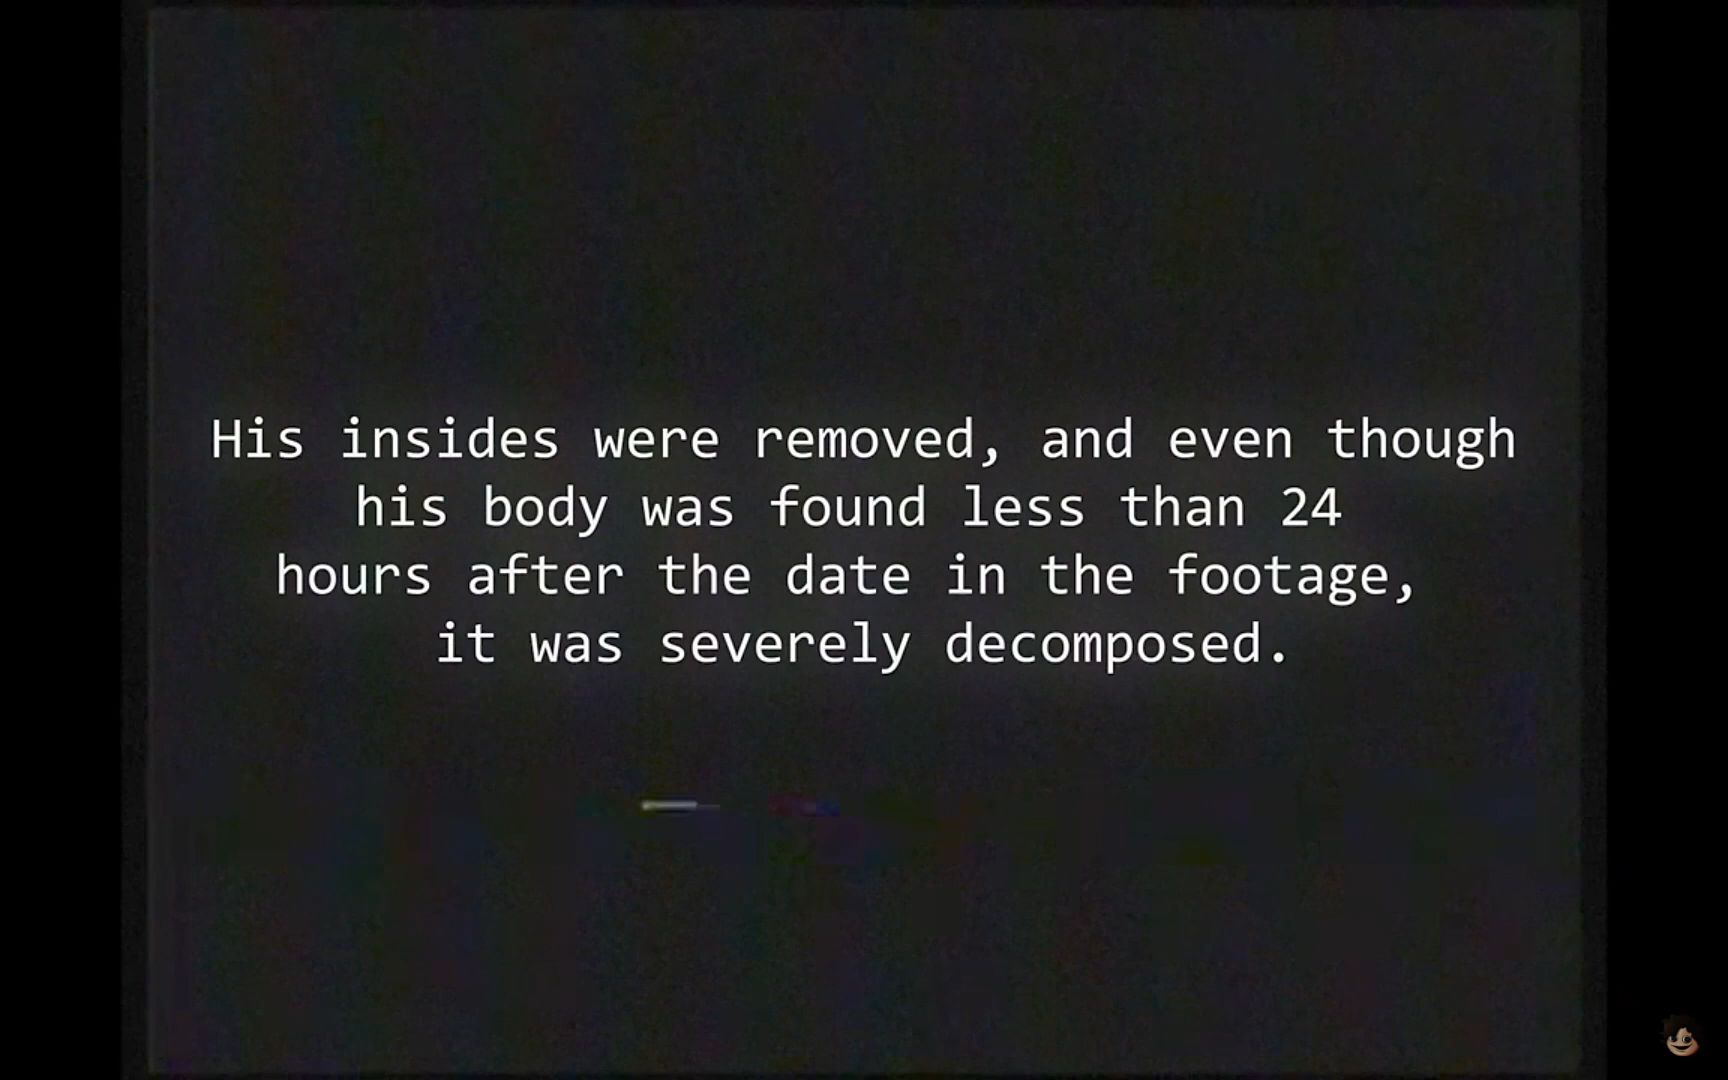 His insides were removed, and even though
his body was found less than 24
hours after the date in the footage,
it was severely decomposed.